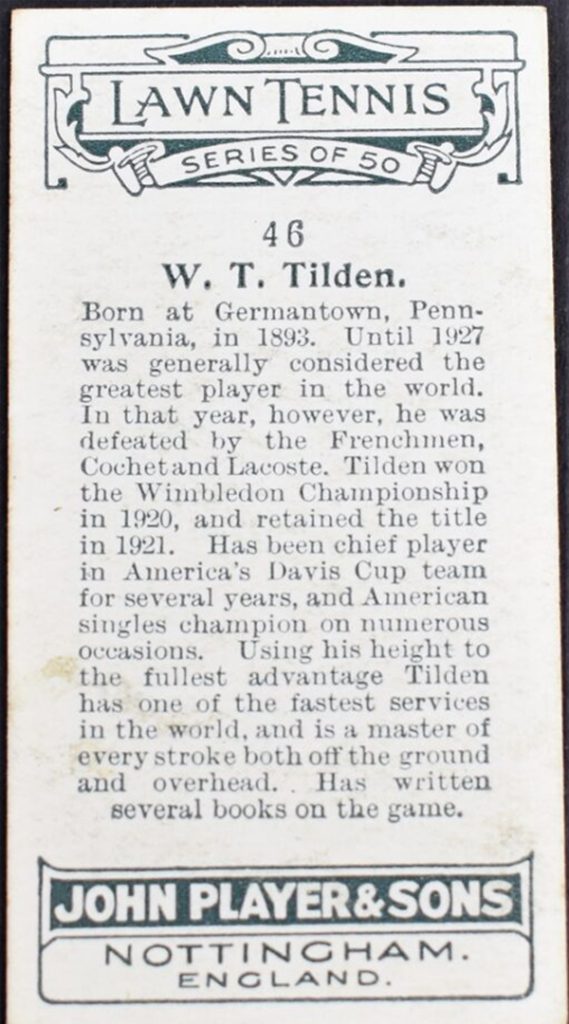 LAWN TENNIS
SERIES OF 50
46
W. T. Tilden.
Born at Germantown, Penn-
sylvania, in 1893. Until 1927
was generally considered the
greatest player in the world.
In that year, however, he was
defeated by the Frenchmen,
Cochet and Lacoste. Tilden won
the Wimbledon Championship
in 1920, and retained the title
in 1921. Has been chief player
in America's Davis Cup team
for several years, and American
singles champion on numerous
occasions. Using his height to
the fullest advantage Tilden
has one of the fastest services
in the world, and is a master of
every stroke both off the ground
and overhead. Has written
several books on the game.
JOHN PLAYER & SONS
NOTTINGHAM.
ENGLAND.